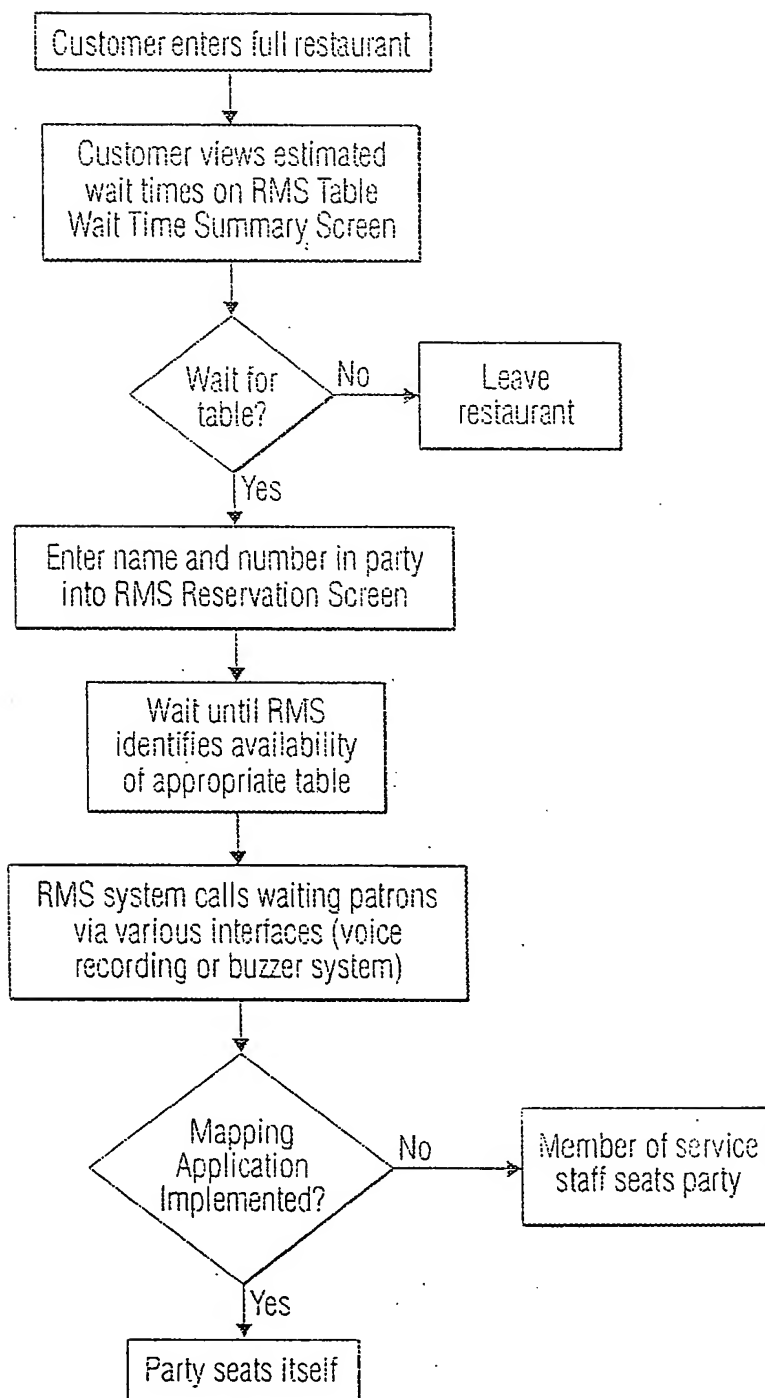 Customer enters full restaurant
Customer views estimated
wait times on RMS Table
Wait Time Summary Screen
Wait for
table?
No
Leave
restaurant
Yes
Enter name and number in party
into RMS Reservation Screen
Wait until RMS
identifies availability
of appropriate table
RMS system calls waiting patrons
via various interfaces (voice
recording or buzzer system)
Mapping
Application
Implemented?
No
Member of service
staff seats party
Yes
Party seats itself